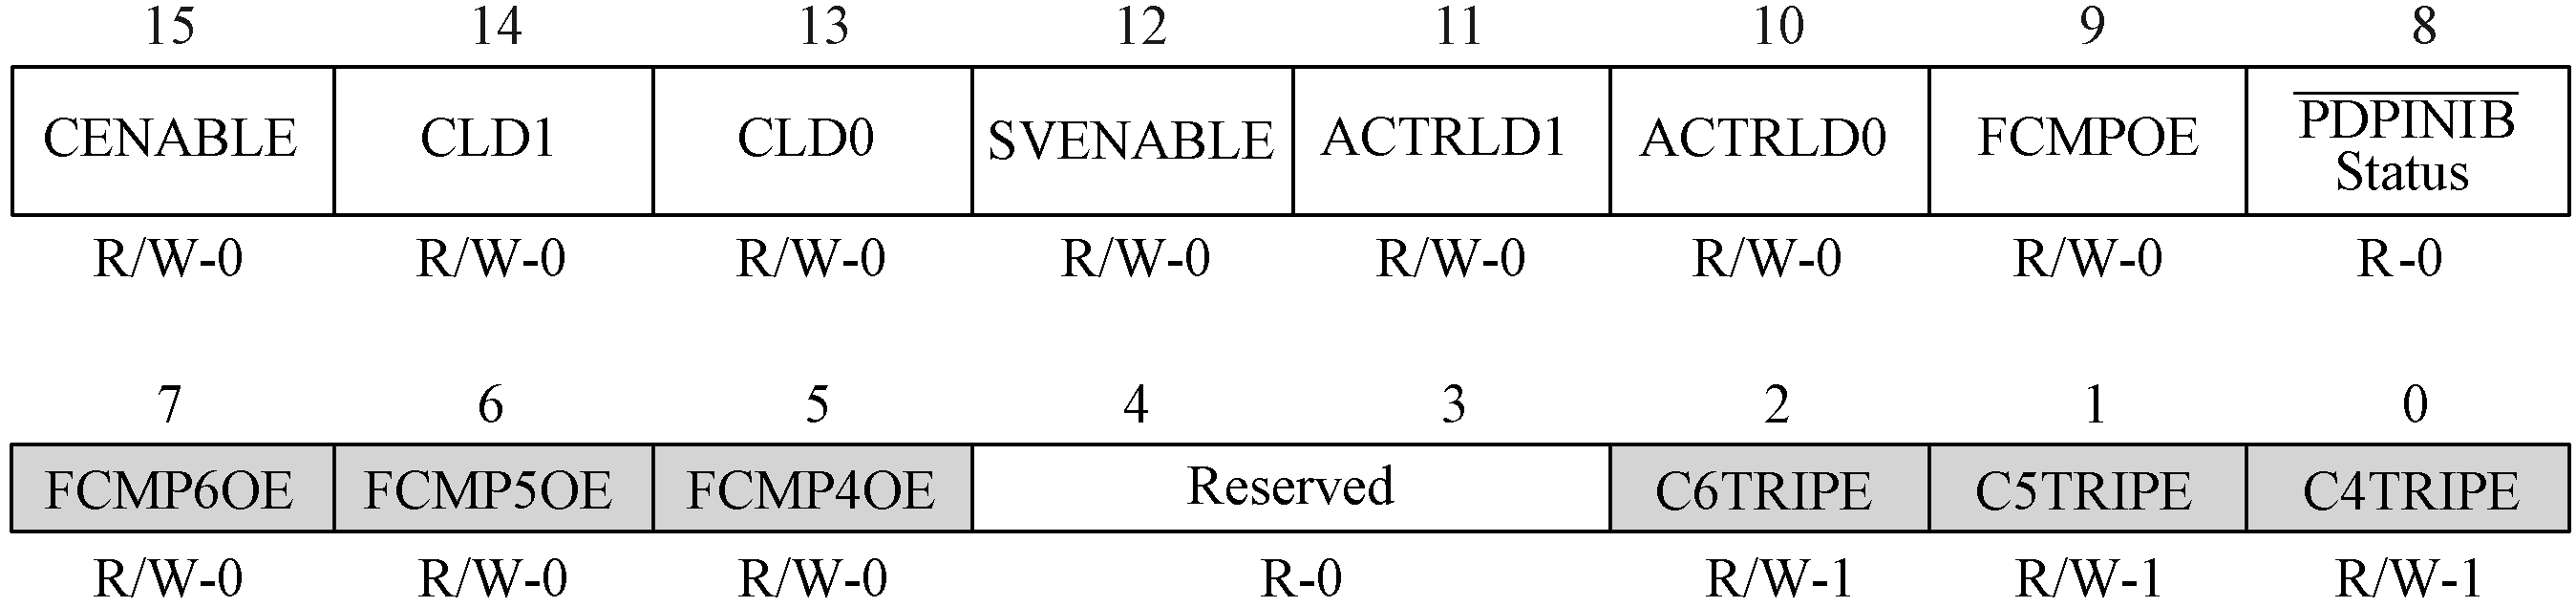 15 14 13 12 11 10 9 8
CENABLE CLD1 CLD0 SVENABLE ACTRLD1 ACTRLD0 FCMPOE PDPINIB
Status
R/W-0 R/W-0 R/W-0 R/W-0 R/W-0 R/W-0 R/W-0 R-0
7 6 5 4 3 2 1 0
FCMP6OE FCMP5OE FCMP4OE Reserved C6TRIPE C5TRIPE C4TRIPE
R/W-0 R/W-0 R/W-0 R-0 R/W-1 R/W-1 R/W-1